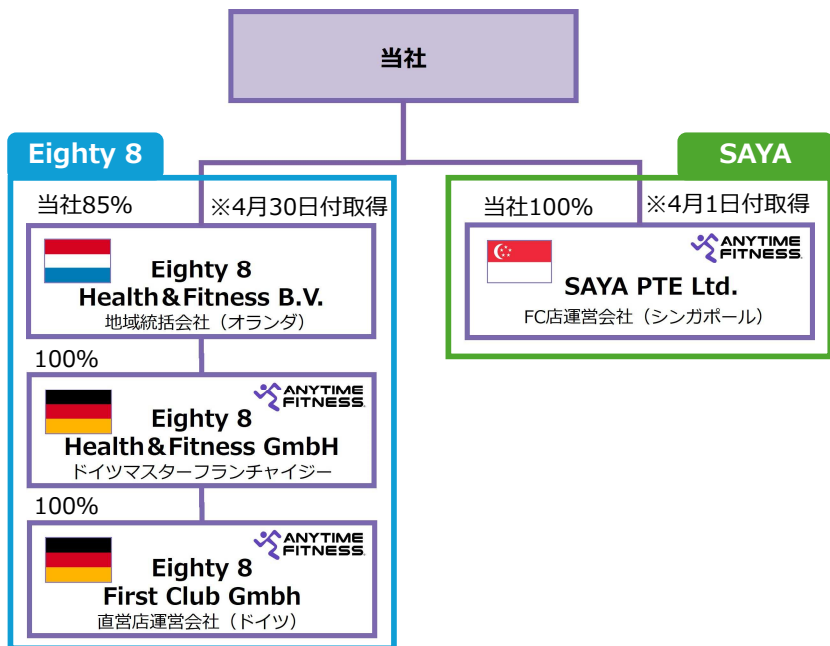 当社
Eighty 8
当社85%
※4月30日付取得
Eighty 8
Health&Fitness B.V.
地域統括会社（オランダ）
100%
ANYTIME
FITNESS
Eighty 8
Health&Fitness GmbH
ドイツマスターフランチャイジー
100%
ANYTIME
FITNESS
Eighty 8
First Club Gmbh
直営店運営会社（ドイツ）
SAYA
当社100%
※4月1日付取得
ANYTIME
FITNESS
SAYA PTE Ltd.
FC店運営会社（シンガポール）